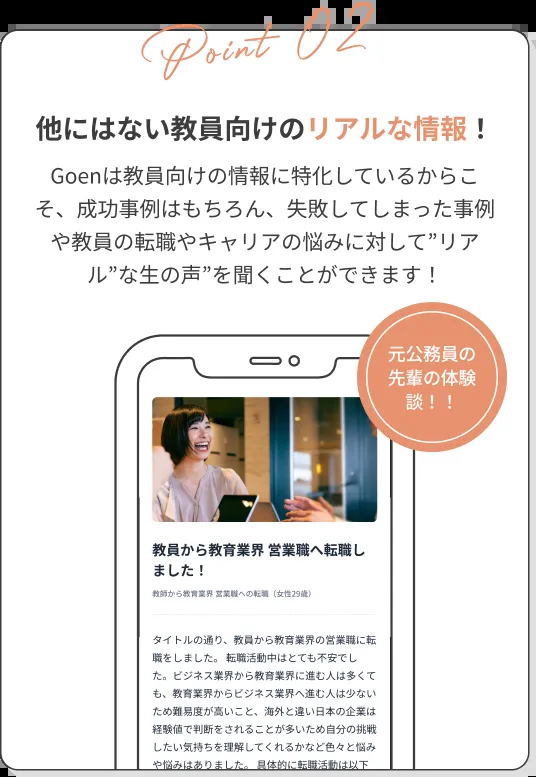 Point 02
他にはない教員向けのリアルな情報！
Goenは教員向けの情報に特化しているからこ
そ、成功事例はもちろん、失敗してしまった事例
や教員の転職やキャリアの悩みに対して”リア
ル”な生の声”を聞くことができます！
元公務員の
先輩の体験
談！！
教員から教育業界 営業職へ転職し
ました！
教師から教育業界 営業職への転職（女性29歳）
タイトルの通り、教員から教育業界の営業職に転
職をしました。 転職活動中はとても不安でし
た。ビジネス業界から教育業界に進む人は多くて
も、教育業界からビジネス業界へ進む人は少ない
ため難易度が高いこと、海外と違い日本の企業は
経験値で判断をされることが多いため自分の挑戦
したい気持ちを理解してくれるかなど色々と悩み
や悩みはありました。 具体的に転職活動は以下